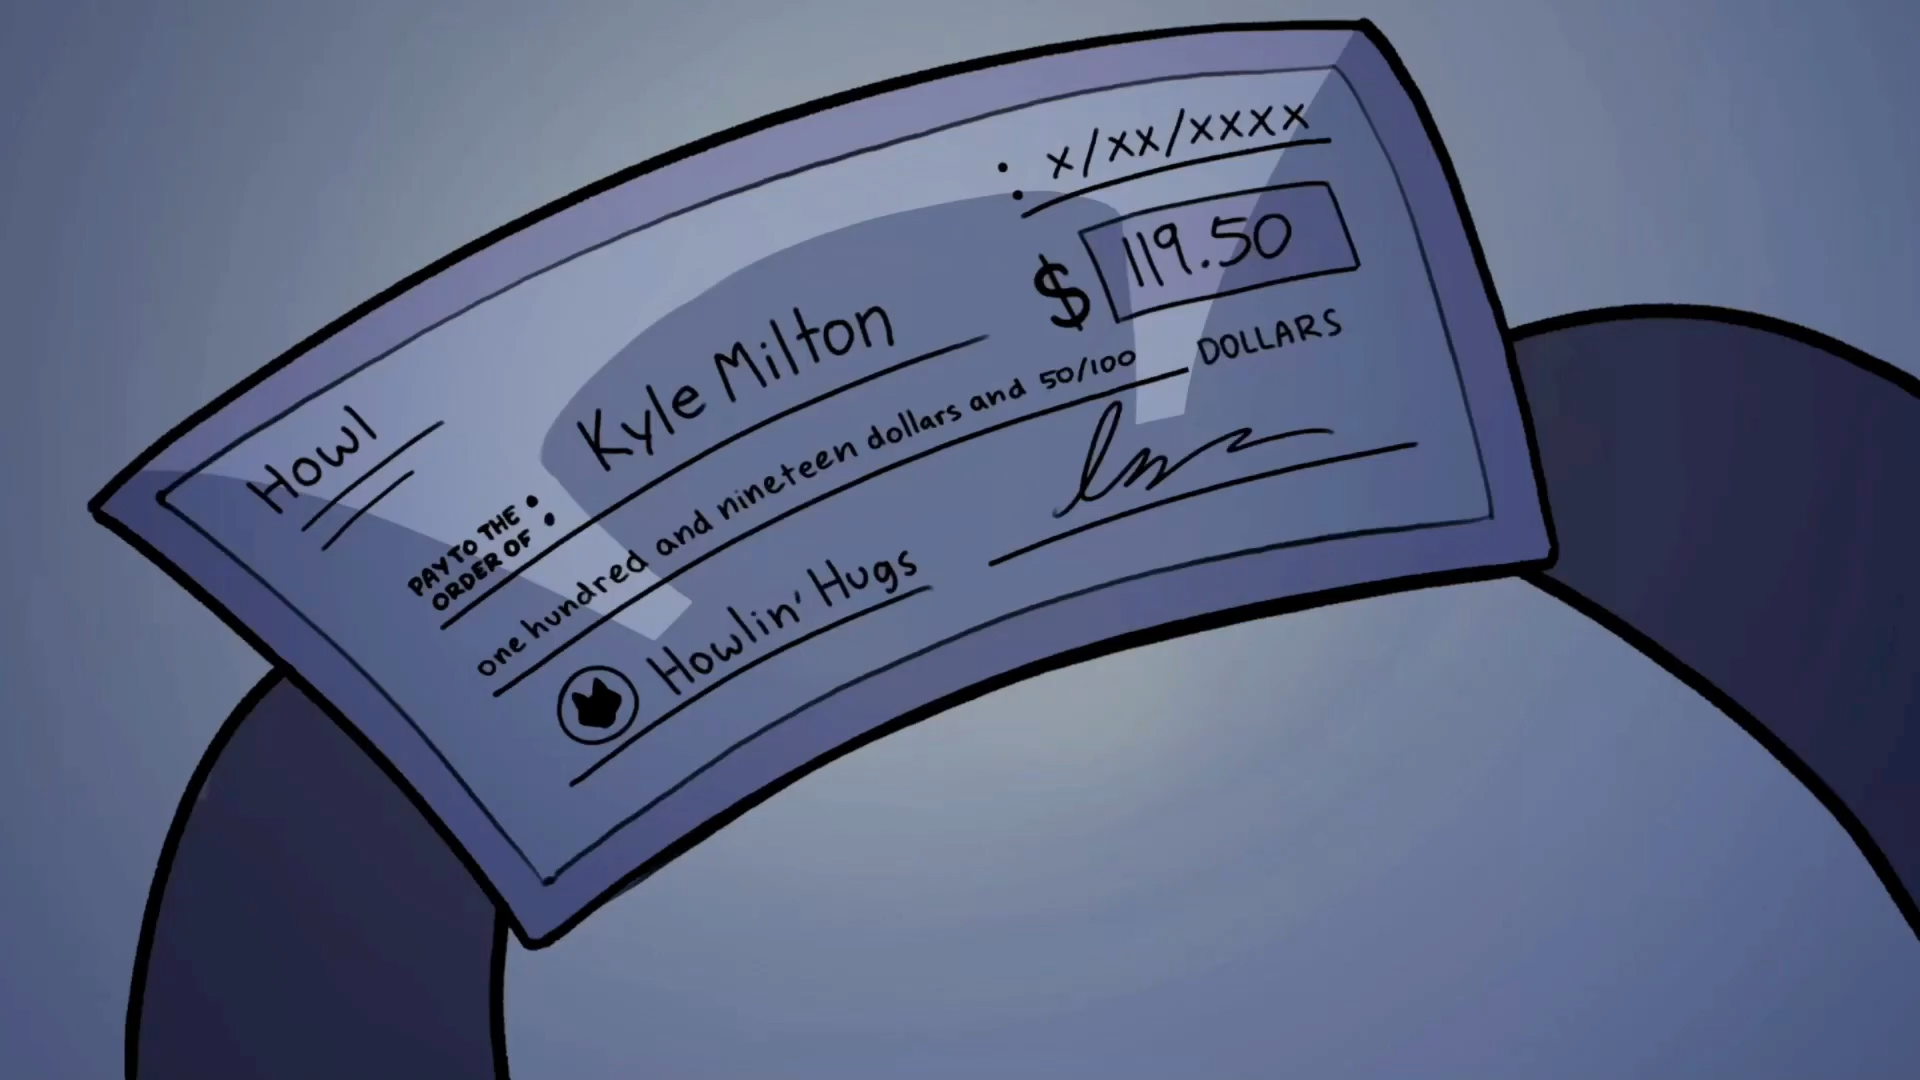 Howl
x/xx/xxxx
PAY TO THE
ORDER OF
Kyle Milton
$ 119.50
one hundred and nineteen dollars and 50/100 DOLLARS
Howlin' Hugs